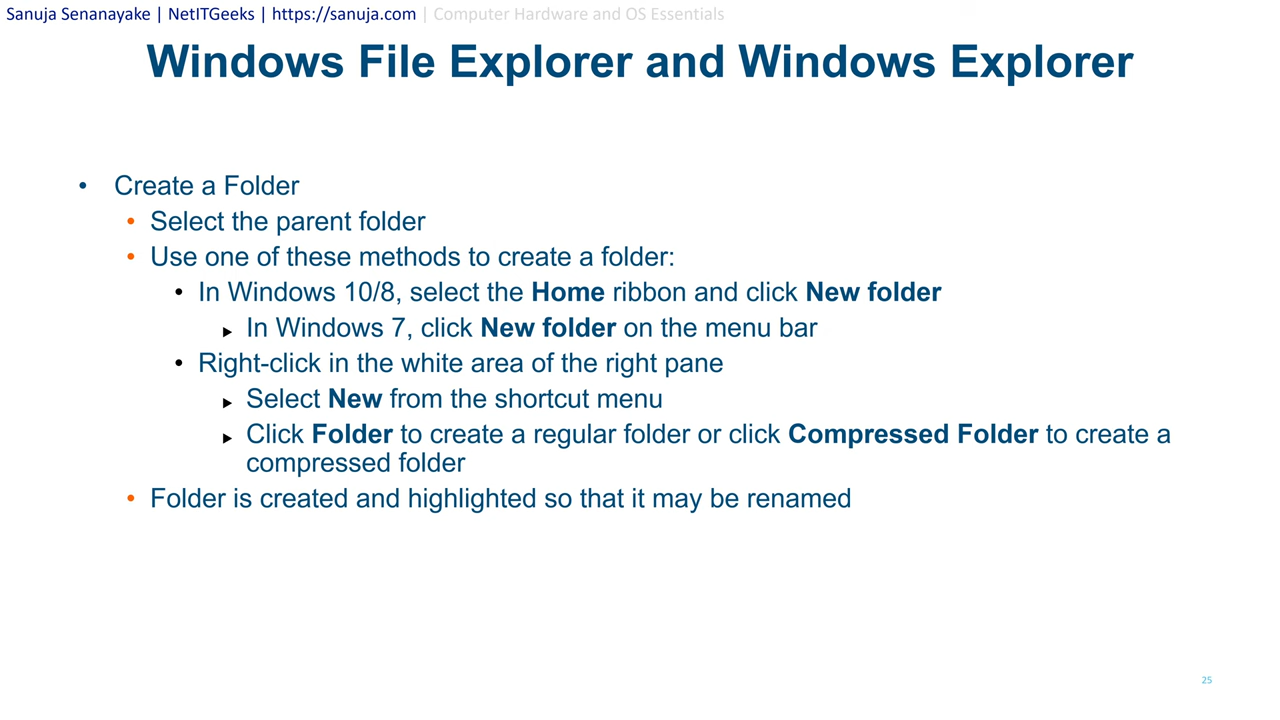 Sanuja Senanayake | NetITGeeks | https://sanuja.com | Computer Hardware and OS Essentials
Windows File Explorer and Windows Explorer
• Create a Folder
• Select the parent folder
• Use one of these methods to create a folder:
• In Windows 10/8, select the Home ribbon and click New folder
▶ In Windows 7, click New folder on the menu bar
• Right-click in the white area of the right pane
▶ Select New from the shortcut menu
▶ Click Folder to create a regular folder or click Compressed Folder to create a
compressed folder
• Folder is created and highlighted so that it may be renamed
25